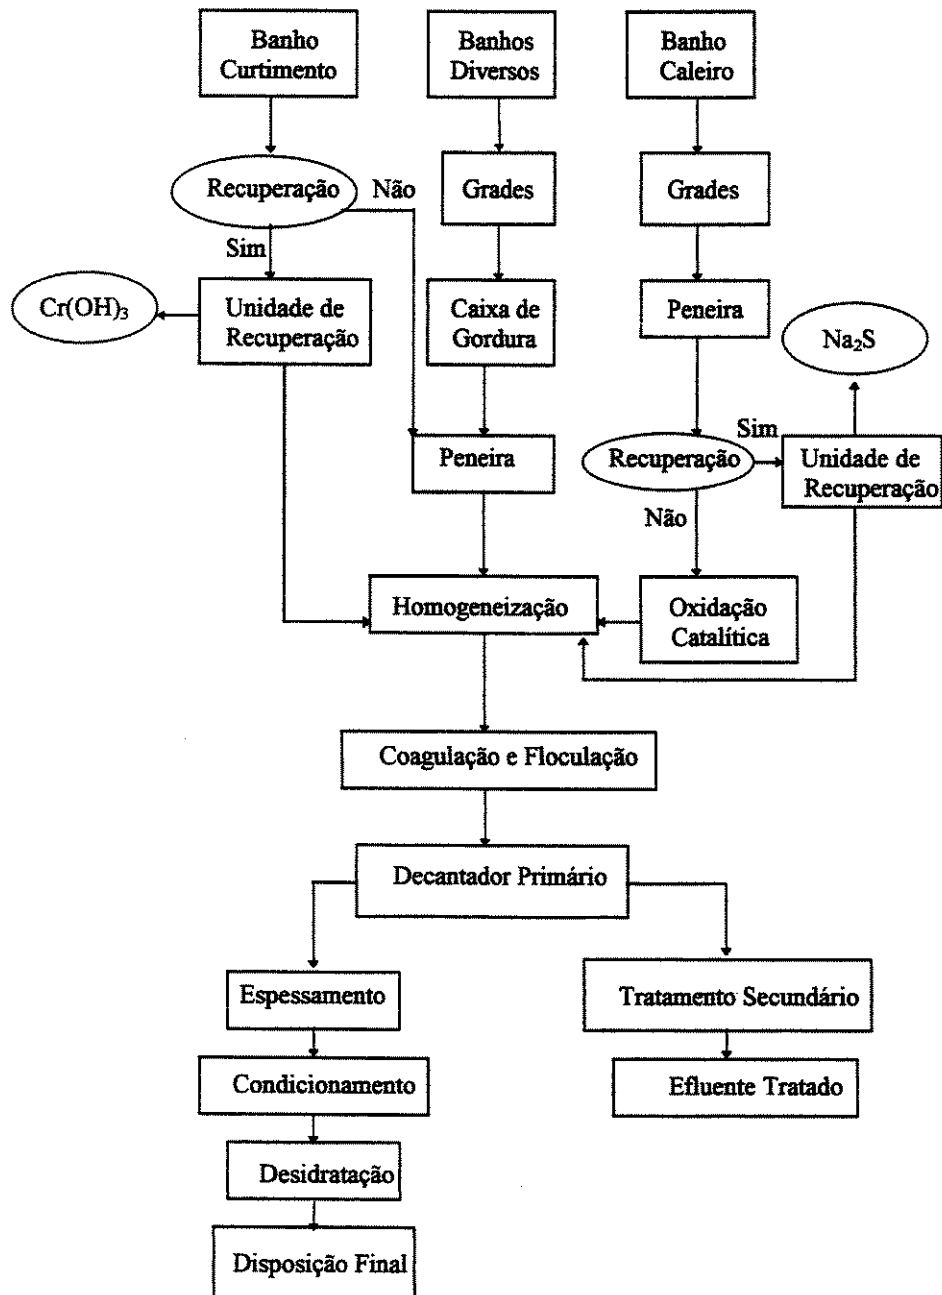 Banho
Curtimento
Banhos
Diversos
Banho
Caleiro
Recuperação
Não
Grades
Grades
Sim
Cr(OH)₃
Unidade de
Recuperação
Caixa de
Gordura
Peneira
Na₂S
Peneira
Recuperação
Sim
Unidade de
Recuperação
Não
Homogeneização
Oxidação
Catalítica
Coagulação e Floculação
Decantador Primário
Espessamento
Tratamento Secundário
Condicionamento
Efluente Tratado
Desidratação
Disposição Final